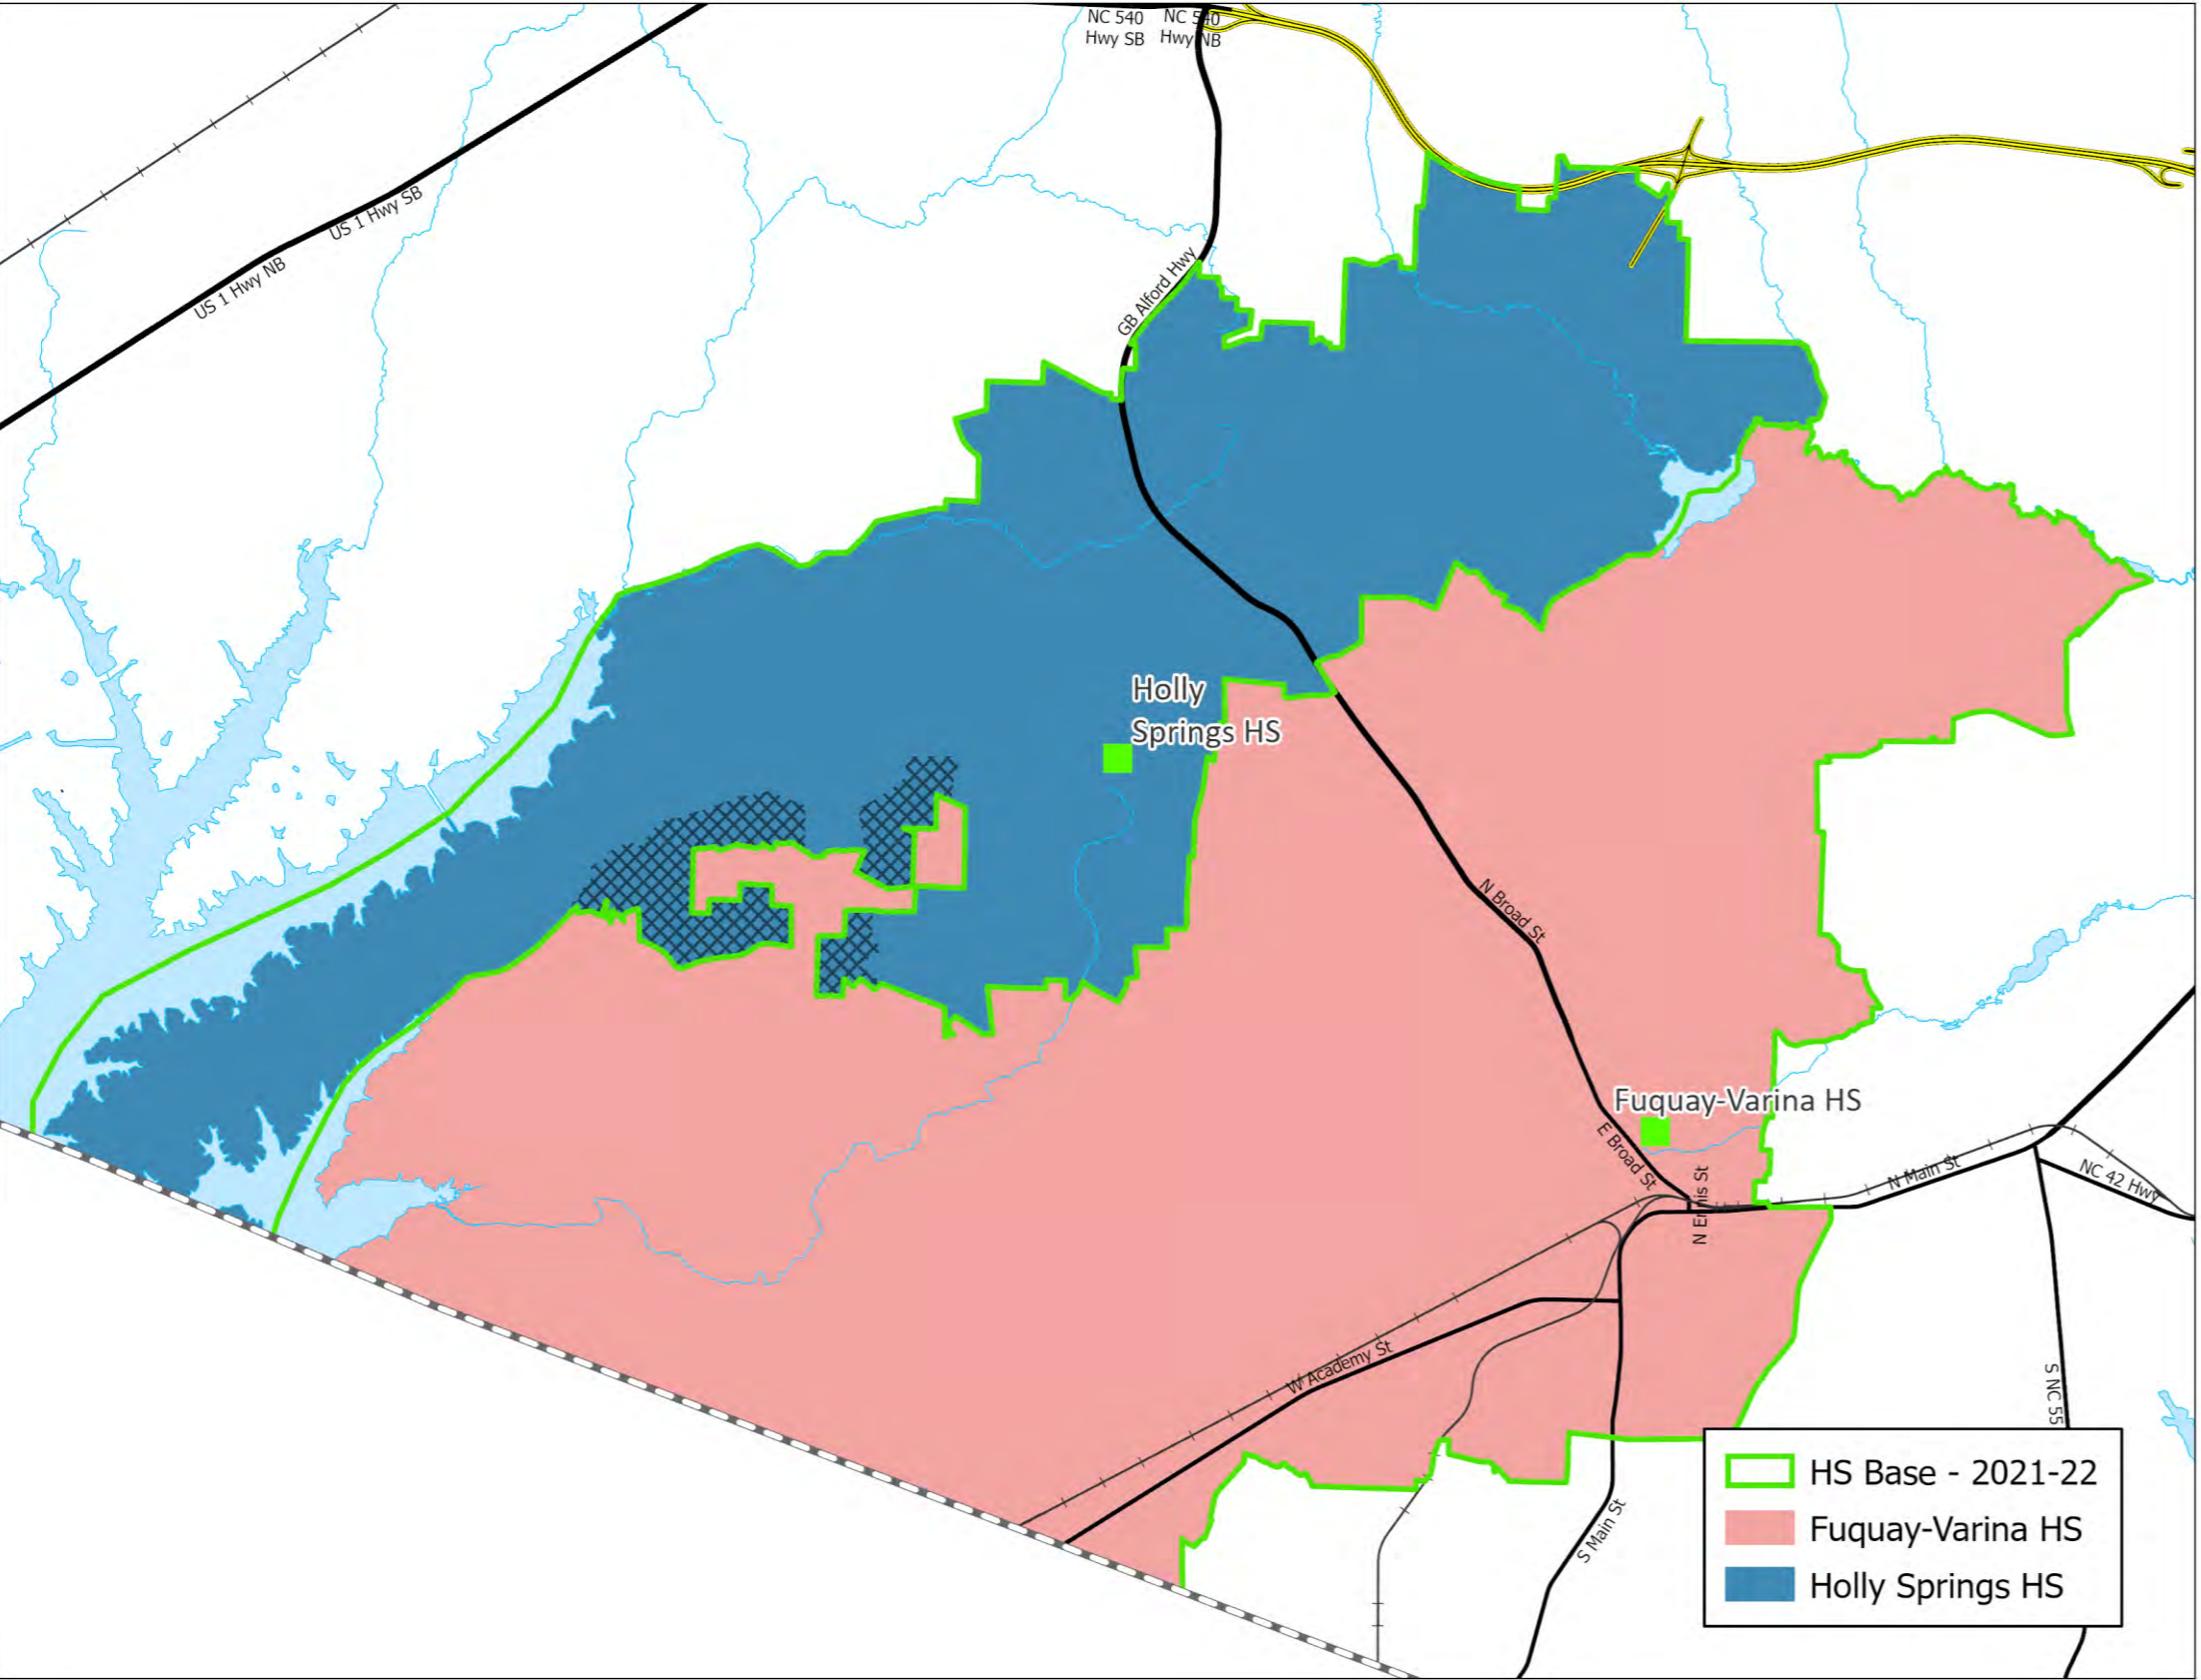 NC 540
Hwy SB
NC 540
Hwy NB
US 1 Hwy SB
US 1 Hwy NB
GB Alford Hwy
Holly
Springs HS
N Broad St
Fuquay-Varina HS
E Broad St
N Ennis St
N Main St
NC 42 Hwy
W Academy St
S NC 55
S Main St
HS Base - 2021-22
Fuquay-Varina HS
Holly Springs HS